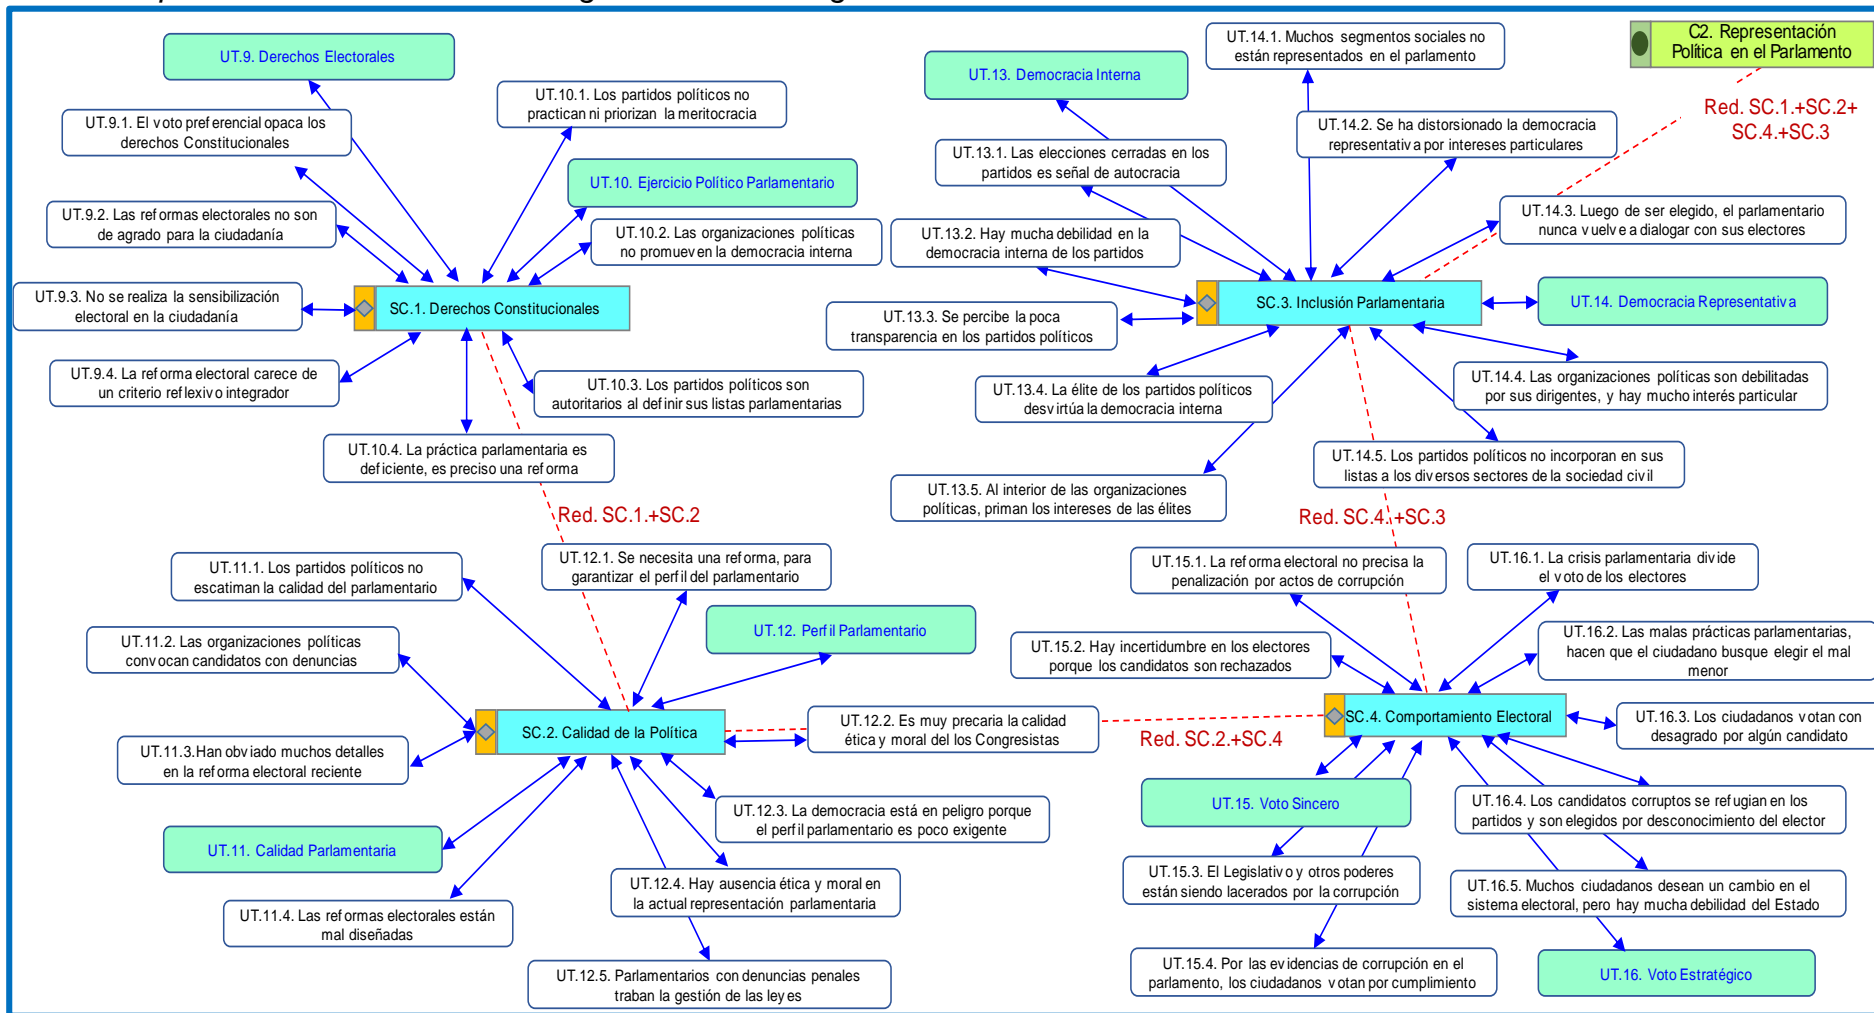 UT.9. Derechos Electorales
UT.9.1. El voto preferencial opaca los
derechos Constitucionales
UT.9.2. Las reformas electorales no son
de agrado para la ciudadanía
UT.9.3. No se realiza la sensibilización
electoral en la ciudadanía
UT.9.4. La reforma electoral carece de
un criterio reflexivo integrador
UT.10.1. Los partidos políticos no
practican ni priorizan la meritocracia
UT.10. Ejercicio Político Parlamentario
UT.10.2. Las organizaciones políticas
no promueven la democracia interna
SC.1. Derechos Constitucionales
UT.10.3. Los partidos políticos son
autoritarios al definir sus listas parlamentarias
UT.10.4. La práctica parlamentaria es
deficiente, es preciso una reforma
Red. SC.1.+SC.2
UT.13. Democracia Interna
UT.13.1. Las elecciones cerradas en los
partidos es señal de autocracia
UT.13.2. Hay mucha debilidad en la
democracia interna de los partidos
UT.13.3. Se percibe la poca
transparencia en los partidos políticos
UT.13.4. La élite de los partidos políticos
desvirtúa la democracia interna
UT.13.5. Al interior de las organizaciones
políticas, priman los intereses de las élites
SC.3. Inclusión Parlamentaria
UT.14.1. Muchos segmentos sociales no
están representados en el parlamento
UT.14.2. Se ha distorsionado la democracia
representativa por intereses particulares
UT.14.3. Luego de ser elegido, el parlamentario
nunca vuelve a dialogar con sus electores
UT.14. Democracia Representativa
UT.14.4. Las organizaciones políticas son debilitadas
por sus dirigentes, y hay mucho interés particular
UT.14.5. Los partidos políticos no incorporan en sus
listas a los diversos sectores de la sociedad civil
C2. Representación
Política en el Parlamento
Red. SC.1.+SC.2+
SC.4.+SC.3
Red. SC.4.+SC.3
UT.11.1. Los partidos políticos no
escatiman la calidad del parlamentario
UT.11.2. Las organizaciones políticas
convocan candidatos con denuncias
UT.11.3.Han obviado muchos detalles
en la reforma electoral reciente
UT.11. Calidad Parlamentaria
UT.11.4. Las reformas electorales están
mal diseñadas
SC.2. Calidad de la Política
UT.12.1. Se necesita una reforma, para
garantizar el perfil del parlamentario
UT.12. Perfil Parlamentario
UT.12.2. Es muy precaria la calidad
ética y moral del los Congresistas
UT.12.3. La democracia está en peligro porque
el perfil parlamentario es poco exigente
UT.12.4. Hay ausencia ética y moral en
la actual representación parlamentaria
UT.12.5. Parlamentarios con denuncias penales
traban la gestión de las leyes
Red. SC.2.+SC.4
UT.15.1. La reforma electoral no precisa la
penalización por actos de corrupción
UT.15.2. Hay incertidumbre en los electores
porque los candidatos son rechazados
SC.4. Comportamiento Electoral
UT.15. Voto Sincero
UT.15.3. El Legislativo y otros poderes
están siendo lacerados por la corrupción
UT.15.4. Por las evidencias de corrupción en el
parlamento, los ciudadanos votan por cumplimiento
UT.16.1. La crisis parlamentaria divide
el voto de los electores
UT.16.2. Las malas prácticas parlamentarias,
hacen que el ciudadano busque elegir el mal
menor
UT.16.3. Los ciudadanos votan con
desagrado por algún candidato
UT.16.4. Los candidatos corruptos se refugian en los
partidos y son elegidos por desconocimiento del elector
UT.16.5. Muchos ciudadanos desean un cambio en el
sistema electoral, pero hay mucha debilidad del Estado
UT.16. Voto Estratégico